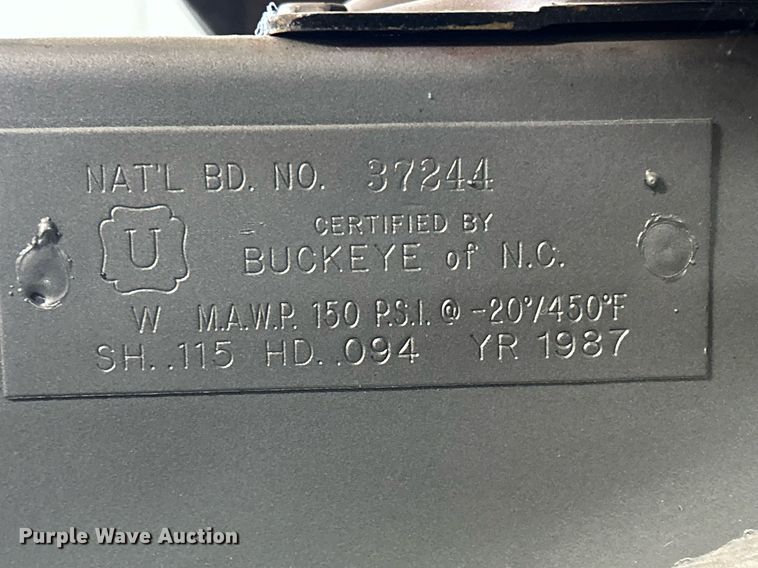 NAT'L BD. NO. 37244
U
CERTIFIED BY
BUCKEYE of N.C.
W M.A.W.P. 150 P.S.I. @ -20°/450°F
SH. .115 HD. .094 YR 1987
Purple Wave Auction